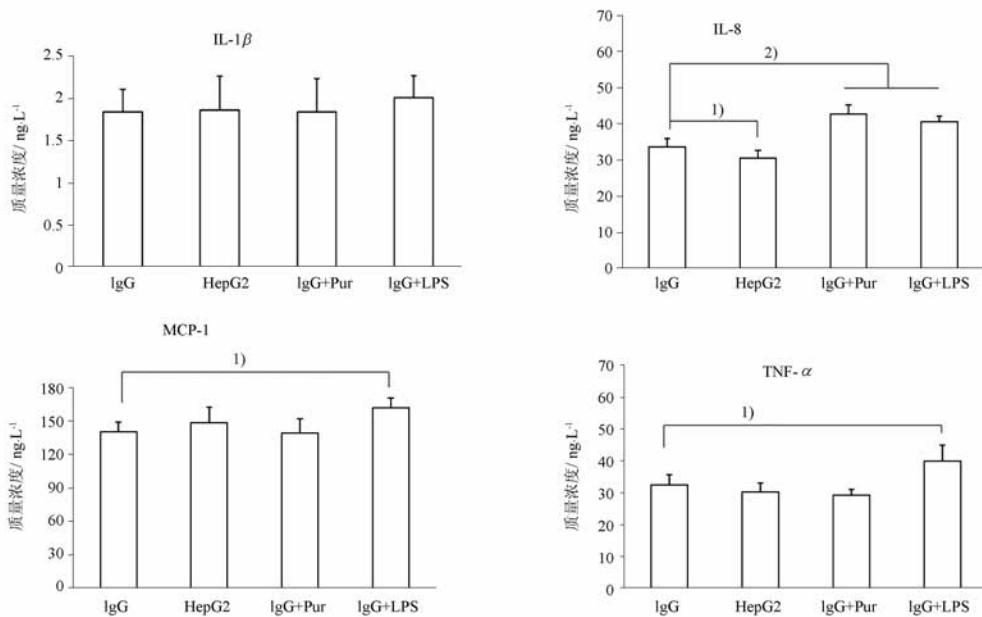 IL-1β
质量浓度/ ng·L⁻¹
2.5
2
1.5
1
0.5
0
IgG HepG2 IgG+Pur IgG+LPS
IL-8
质量浓度/ ng·L⁻¹
70
60
50
40
30
20
10
0
2)
1)
IgG HepG2 IgG+Pur IgG+LPS
MCP-1
质量浓度/ ng·L⁻¹
180
150
120
90
60
30
0
1)
IgG HepG2 IgG+Pur IgG+LPS
TNF-α
质量浓度/ ng·L⁻¹
70
60
50
40
30
20
10
0
1)
IgG HepG2 IgG+Pur IgG+LPS